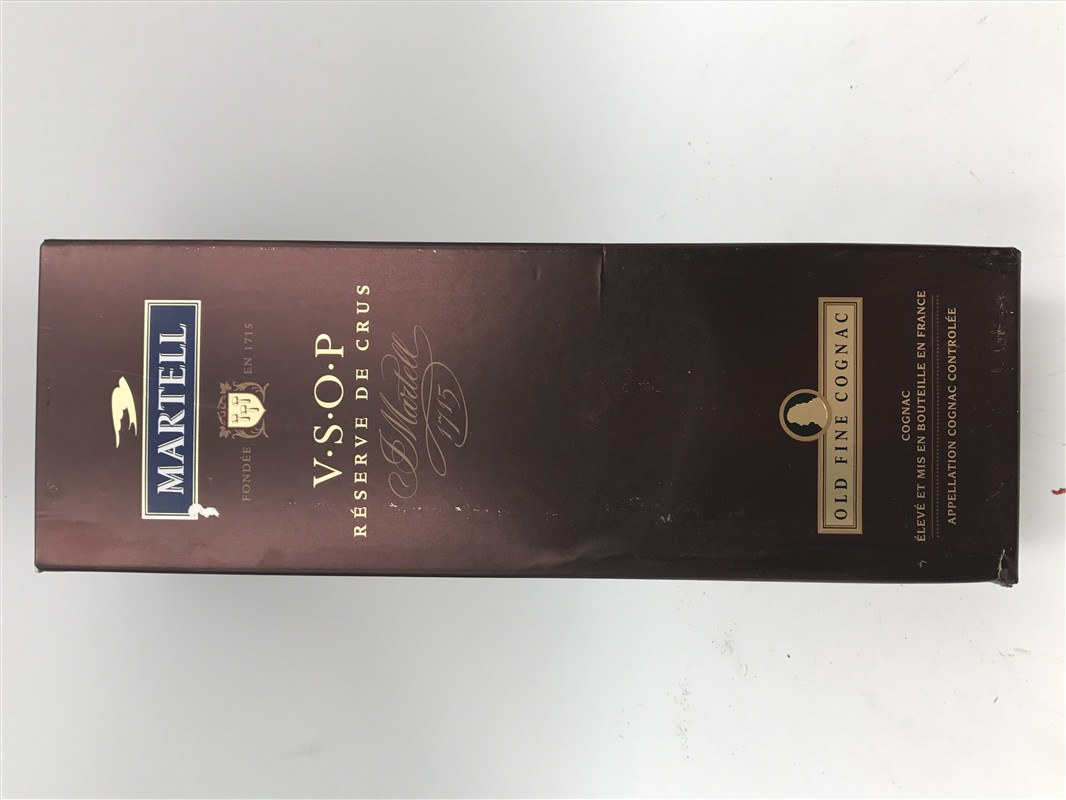 MARTELL
FONDÉE EN 1715
V·S·O·P
RÉSERVE DE CRUS
J Martell
1715
OLD FINE COGNAC
COGNAC
ÉLEVÉ ET MIS EN BOUTEILLE EN FRANCE
APPELLATION COGNAC CONTROLÉE